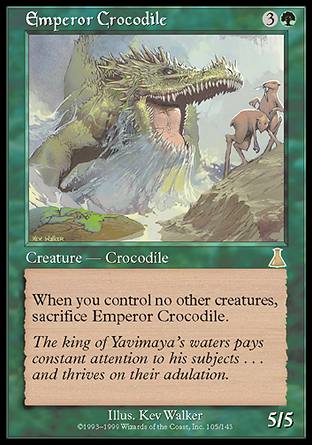 Emperor Crocodile 3
KEV WALKER
Creature — Crocodile
When you control no other creatures,
sacrifice Emperor Crocodile.
The king of Yavimaya's waters pays
constant attention to his subjects . . .
and thrives on their adulation.
Illus. Kev Walker
©1993–1999 Wizards of the Coast, Inc. 105/143
5/5